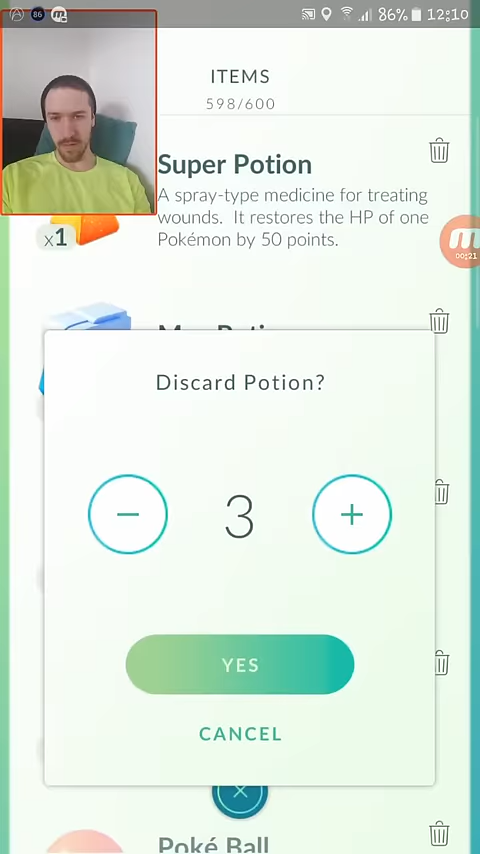 86
86% 12:10
ITEMS
598/600
Super Potion
A spray-type medicine for treating
wounds. It restores the HP of one
Pokémon by 50 points.
x1
00:21
Discard Potion?
3
YES
CANCEL
Poké Ball